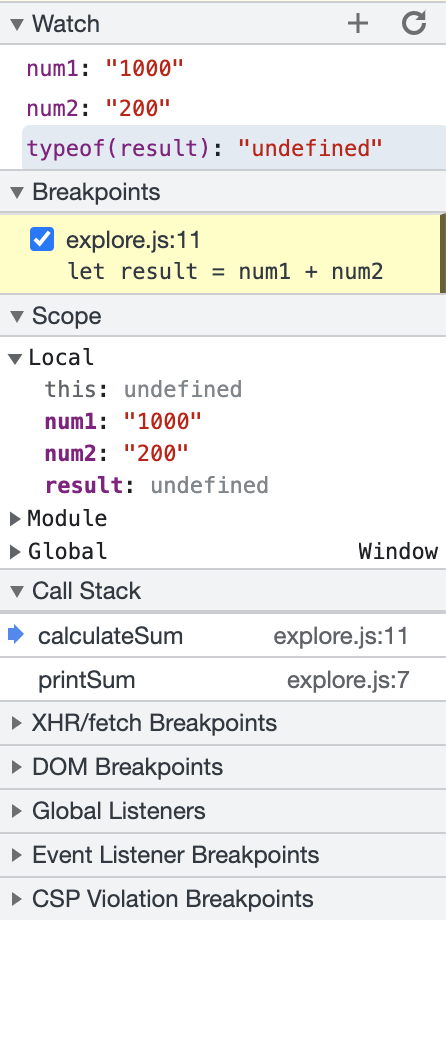 Watch
num1: "1000"
num2: "200"
typeof(result): "undefined"
Breakpoints
explore.js:11
let result = num1 + num2
Scope
Local
this: undefined
num1: "1000"
num2: "200"
result: undefined
Module
Global Window
Call Stack
calculateSum explore.js:11
printSum explore.js:7
XHR/fetch Breakpoints
DOM Breakpoints
Global Listeners
Event Listener Breakpoints
CSP Violation Breakpoints